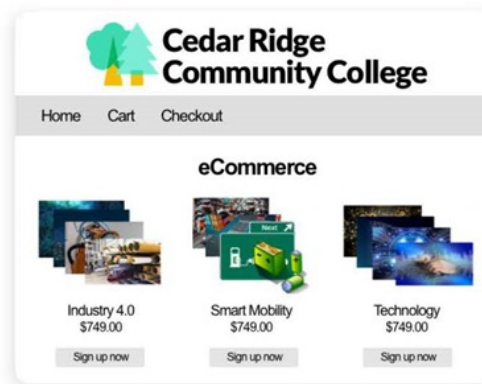 Cedar Ridge
Community College
Home Cart Checkout
eCommerce
Next
Industry 4.0
$749.00
Sign up now
Smart Mobility
$749.00
Sign up now
Technology
$749.00
Sign up now